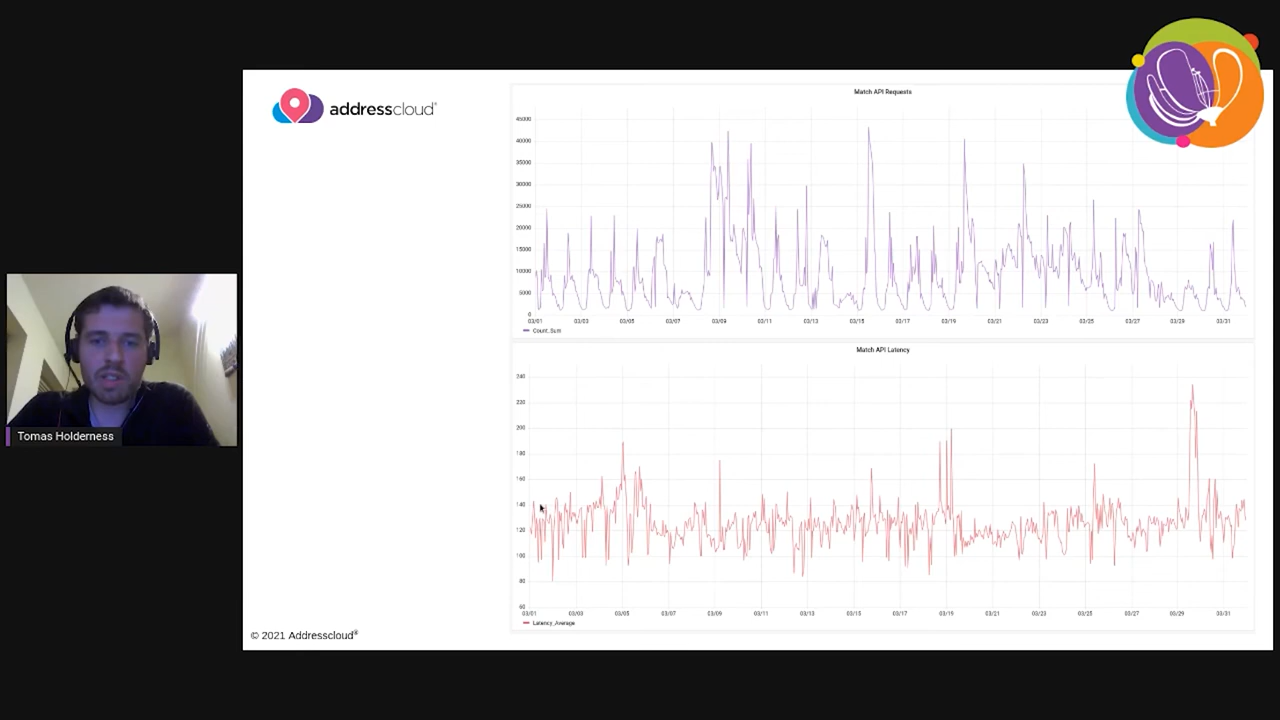 addresscloud®
Match API Requests
45000
40000
35000
30000
25000
20000
15000
10000
5000
0
03/01 03/03 03/05 03/07 03/09 03/11 03/13 03/15 03/17 03/19 03/21 03/23 03/25 03/27 03/29 03/31
Count_Sum
Match API Latency
240
220
200
180
160
140
120
100
80
60
03/01 03/03 03/05 03/07 03/09 03/11 03/13 03/15 03/17 03/19 03/21 03/23 03/25 03/27 03/29 03/31
Latency_Average
Tomas Holderness
© 2021 Addresscloud®